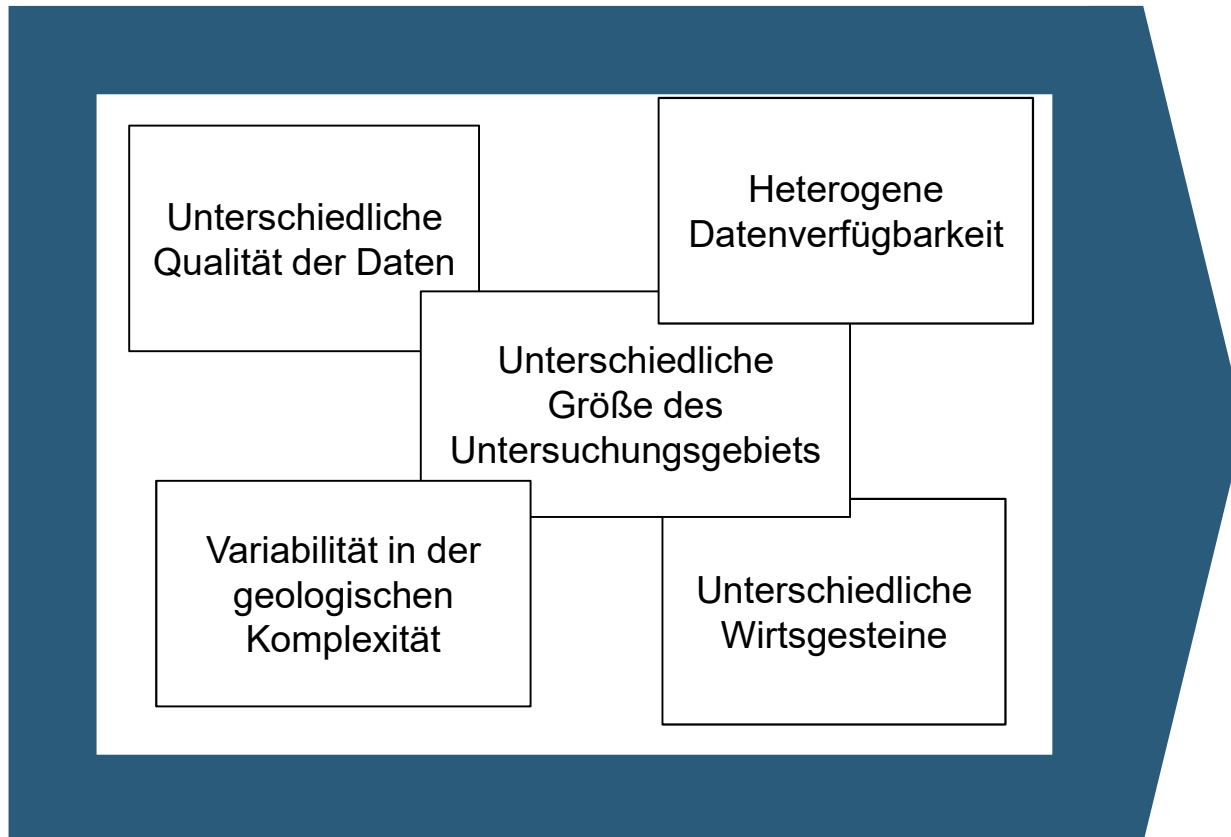 Unterschiedliche
Qualität der Daten
Heterogene
Datenverfügbarkeit
Unterschiedliche
Größe des
Untersuchungsgebiets
Variabilität in der
geologischen
Komplexität
Unterschiedliche
Wirtsgesteine